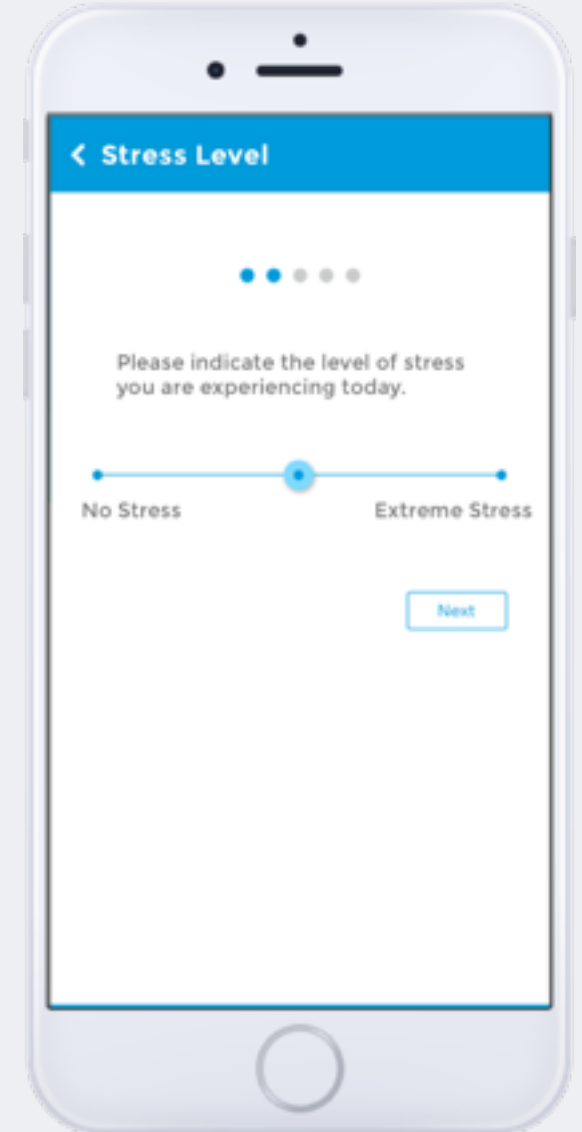 Stress Level
Please indicate the level of stress
you are experiencing today.
No Stress Extreme Stress
Next